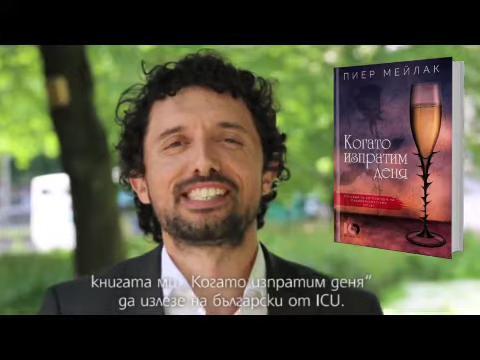 ПИЕР МЕЙЛАК
Когато
изпратим
деня
книгата ми „Когато изпратим деня“
да излезе на български от ICU.